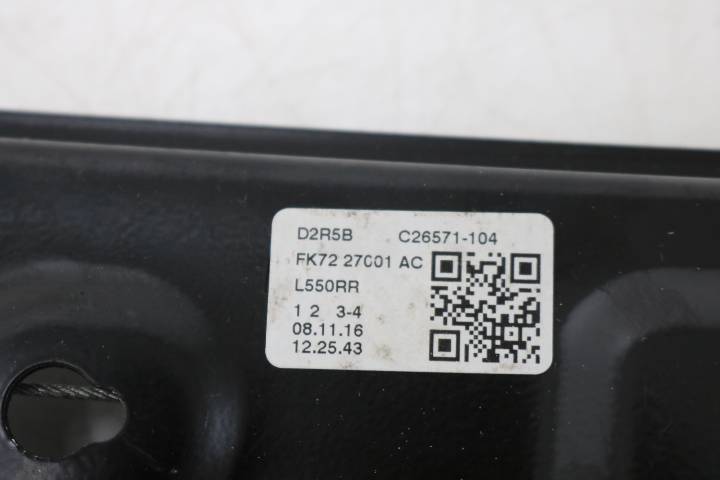 D2R5B C26571-104
FK72 27001 AC
L550RR
1 2 3-4
08.11.16
12.25.43